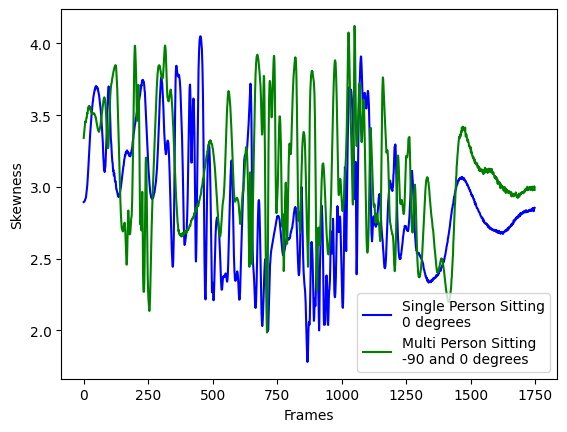 4.0
3.5
3.0
2.5
2.0
Skewness
0
250
500
750
1000
1250
1500
1750
Frames
Single Person Sitting
0 degrees
Multi Person Sitting
-90 and 0 degrees